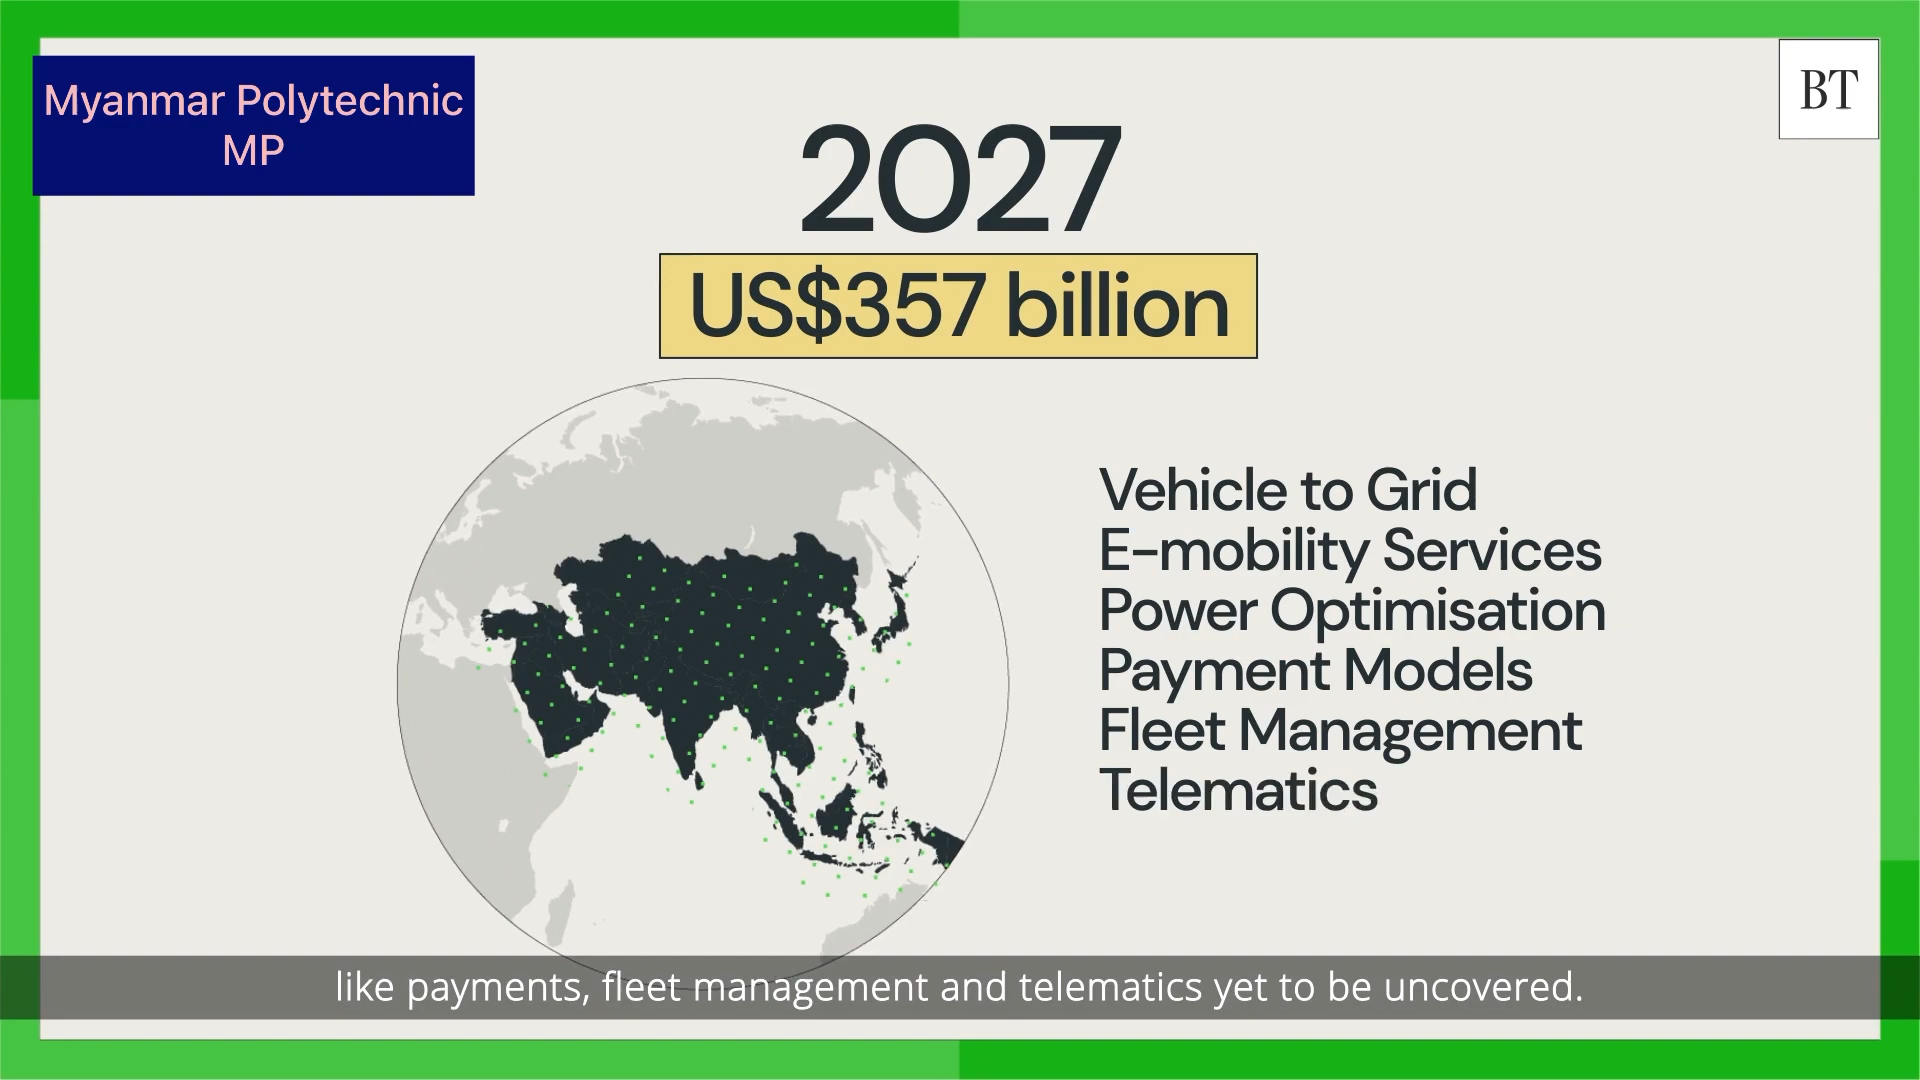 Myanmar Polytechnic
MP
BT
2027
US$357 billion
Vehicle to Grid
E-mobility Services
Power Optimisation
Payment Models
Fleet Management
Telematics
like payments, fleet management and telematics yet to be uncovered.